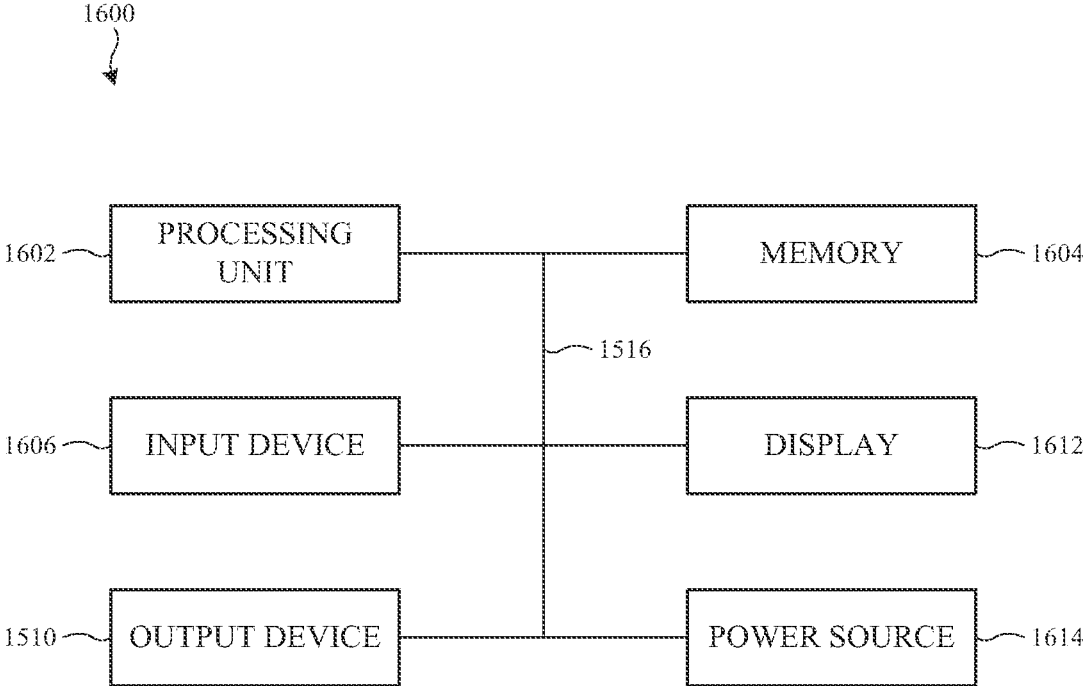 1600
PROCESSING
UNIT
1602
MEMORY
1604
1516
INPUT DEVICE
1606
DISPLAY
1612
OUTPUT DEVICE
1510
POWER SOURCE
1614